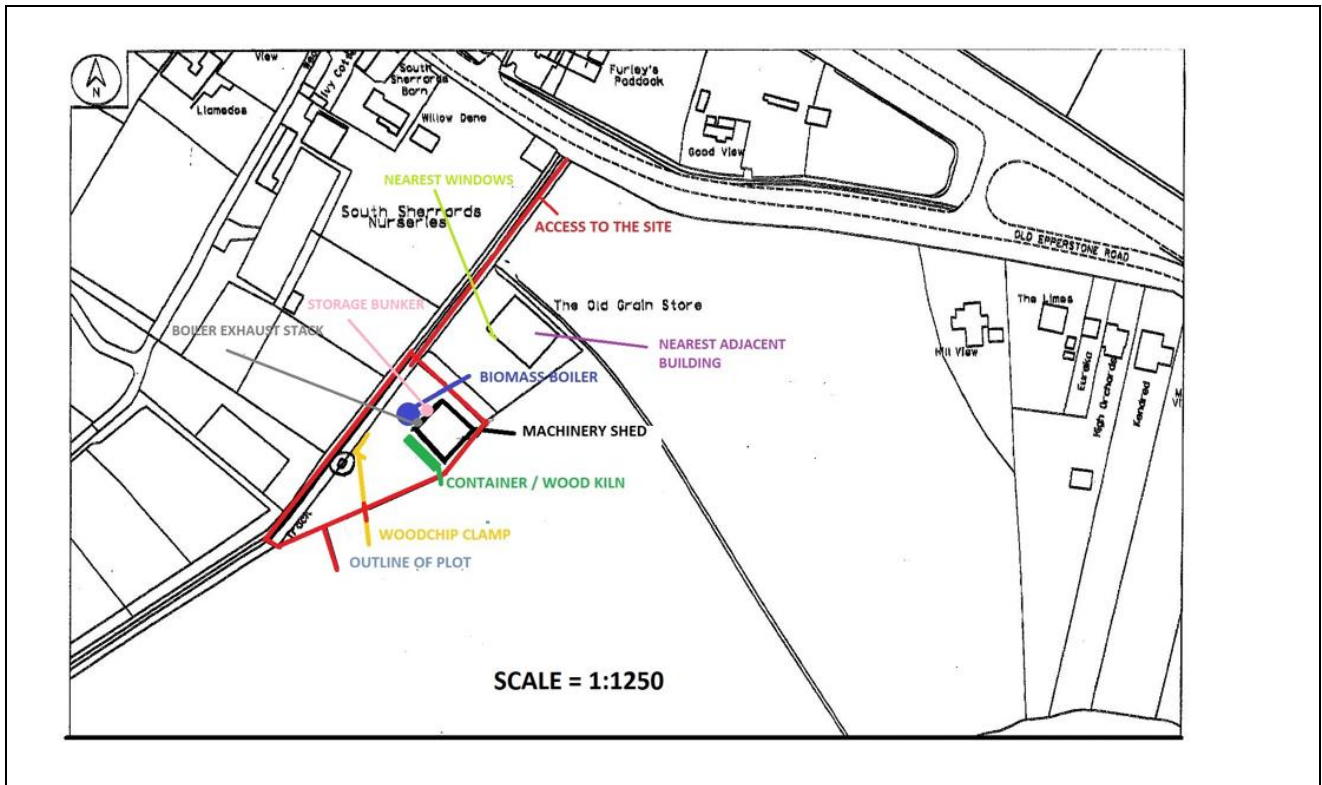 N
View
Llamedos
Ivy Cott
South
Sherrards
Barn
Willow Dene
Furley's
Paddock
Good View
NEAREST WINDOWS
South Sherrards
Nurseries
ACCESS TO THE SITE
OLD EPPERSTONE ROAD
STORAGE BUNKER
The Old Grain Store
The Limes
BOILER EXHAUST STACK
NEAREST ADJACENT
BUILDING
Hill View
Eureka
High Orchards
Kendred
BIOMASS BOILER
MACHINERY SHED
CONTAINER / WOOD KILN
Track
WOODCHIP CLAMP
OUTLINE OF PLOT
SCALE = 1:1250